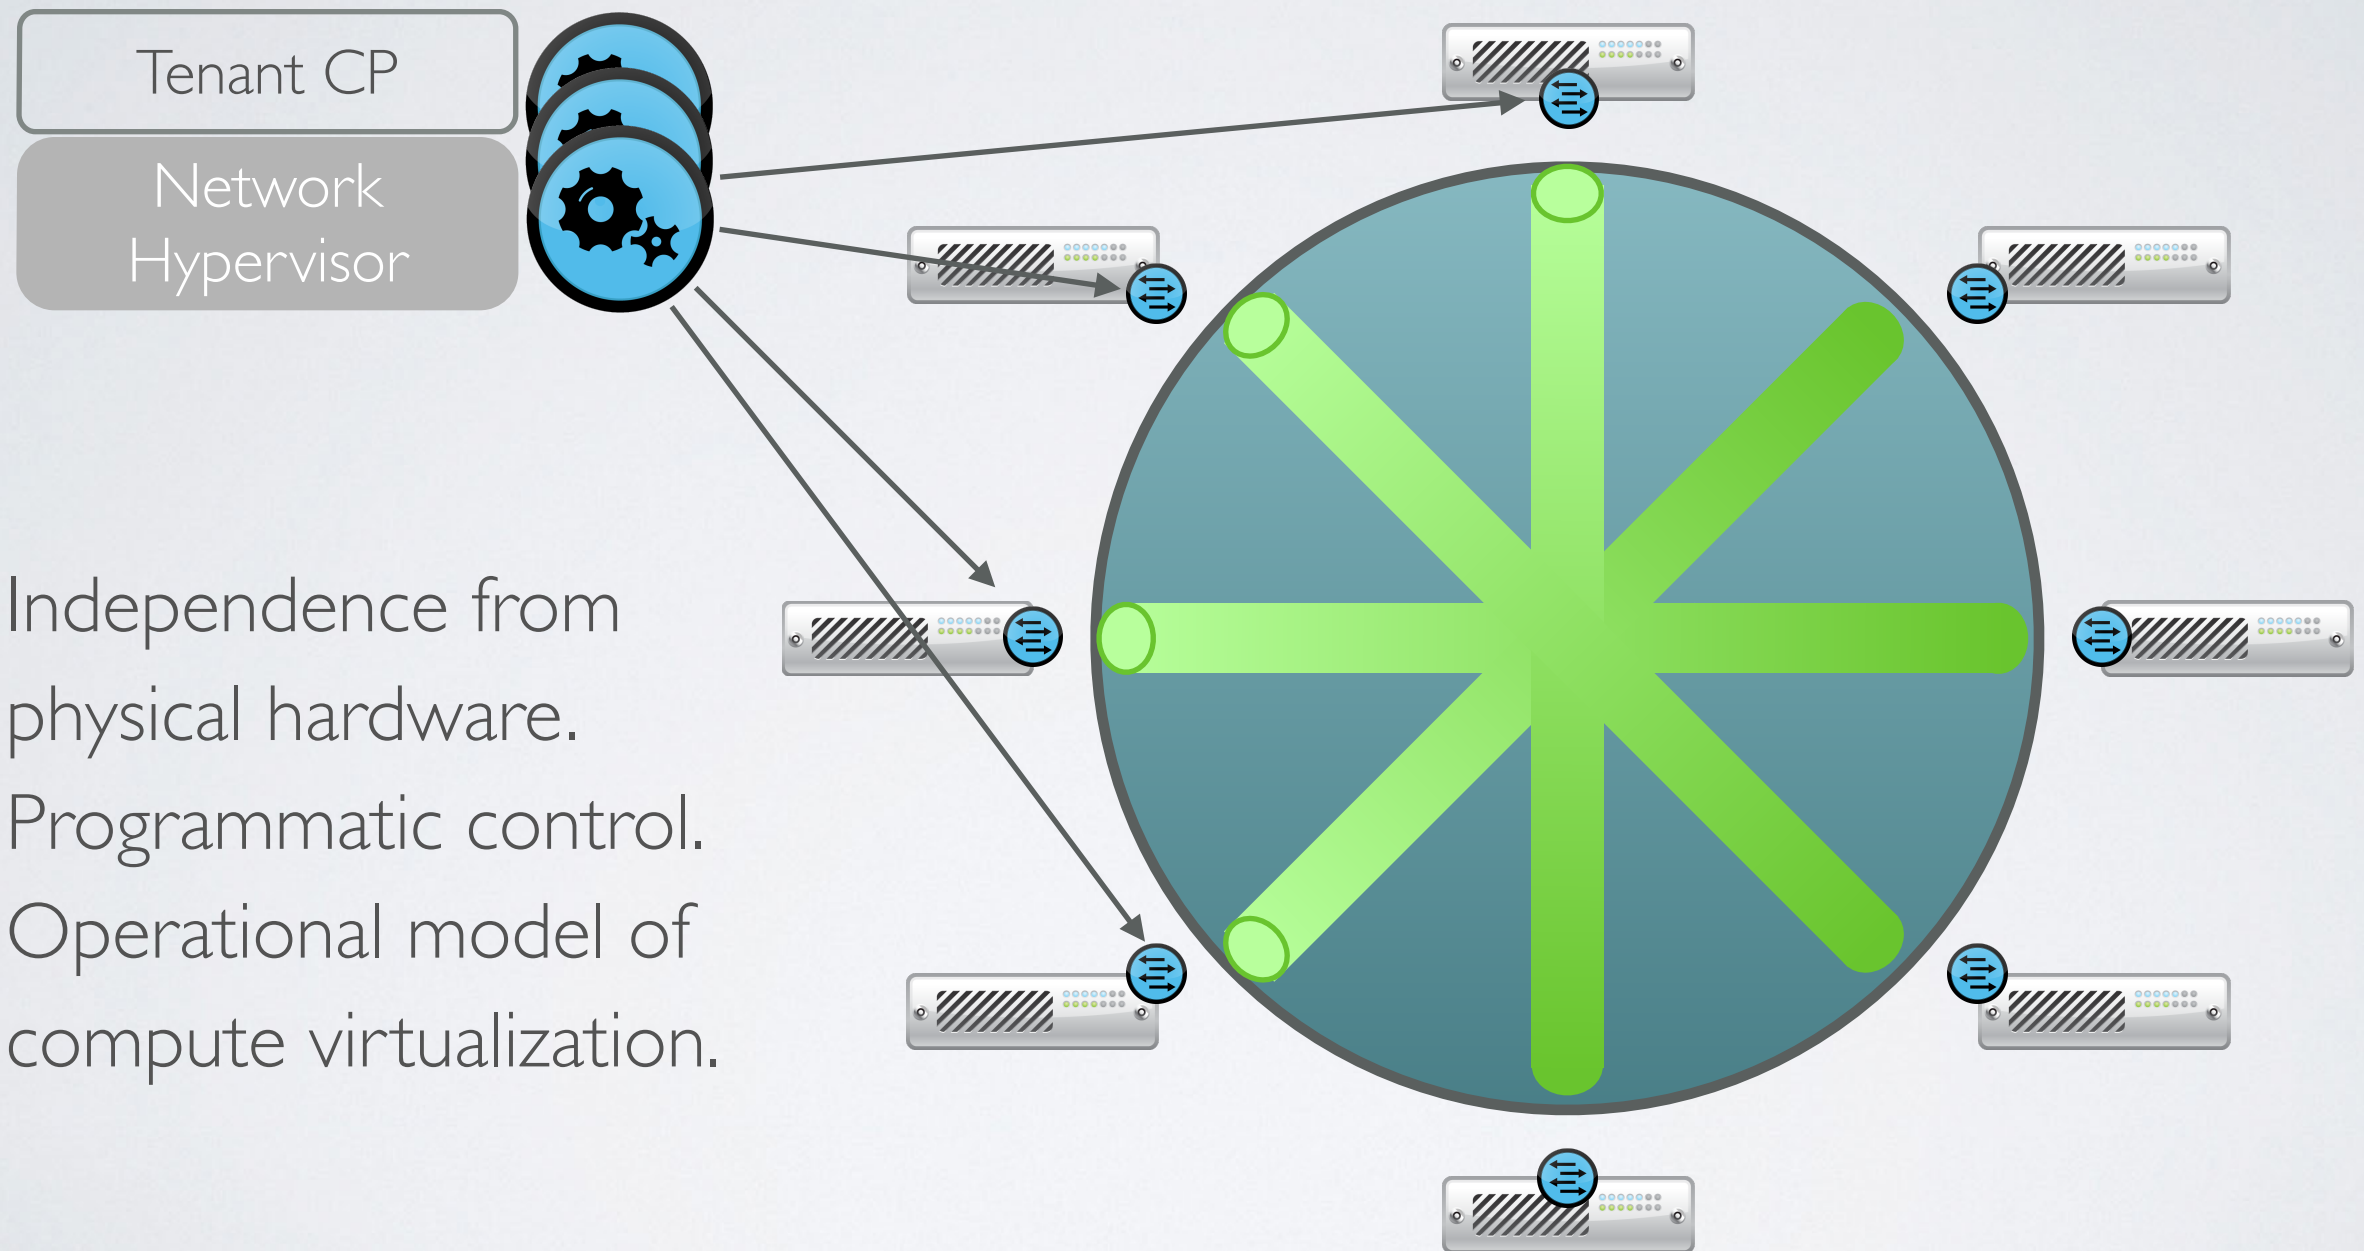 Tenant CP
Network
Hypervisor
Independence from
physical hardware.
Programmatic control.
Operational model of
compute virtualization.